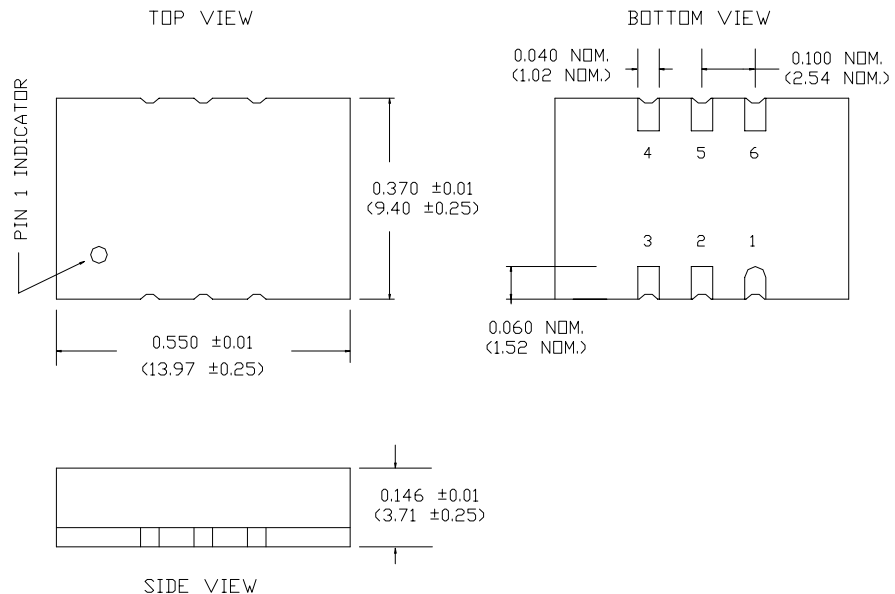 TOP VIEW
PIN 1 INDICATOR
0.370 ±0.01
(9.40 ±0.25)
0.550 ±0.01
(13.97 ±0.25)
BOTTOM VIEW
0.040 NOM.
(1.02 NOM.)
0.100 NOM.
(2.54 NOM.)
4 5 6
3 2 1
0.060 NOM.
(1.52 NOM.)
0.146 ±0.01
(3.71 ±0.25)
SIDE VIEW